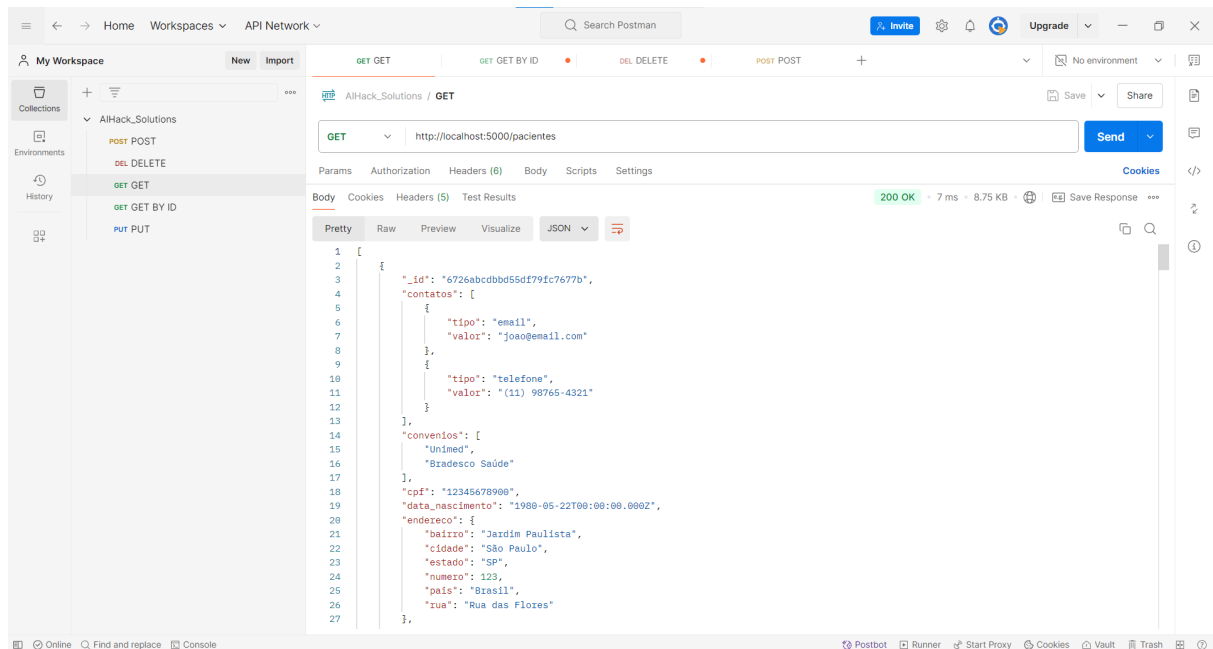 Home Workspaces API Network Search Postman Invite Upgrade
My Workspace New Import GET GET GET GET BY ID DEL DELETE POST POST No environment
Collections
Environments
History
AIHack_Solutions
POST POST
DEL DELETE
GET GET
GET GET BY ID
PUT PUT
HTTP AIHack_Solutions / GET Save Share
GET http://localhost:5000/pacientes Send
Params Authorization Headers (6) Body Scripts Settings Cookies
Body Cookies Headers (5) Test Results 200 OK 7 ms 8.75 KB Save Response
Pretty Raw Preview Visualize JSON
1 [
2 {
3 "_id": "6726abcdbbd55df79fc7677b",
4 "contatos": [
5 {
6 "tipo": "email",
7 "valor": "joao@email.com"
8 },
9 {
10 "tipo": "telefone",
11 "valor": "(11) 98765-4321"
12 }
13 ],
14 "convenios": [
15 "Unimed",
16 "Bradesco Saúde"
17 ],
18 "cpf": "12345678900",
19 "data_nascimento": "1980-05-22T00:00:00.000Z",
20 "endereco": {
21 "bairro": "Jardim Paulista",
22 "cidade": "São Paulo",
23 "estado": "SP",
24 "numero": 123,
25 "pais": "Brasil",
26 "rua": "Rua das Flores"
27 },
Online Find and replace Console Postbot Runner Start Proxy Cookies Vault Trash